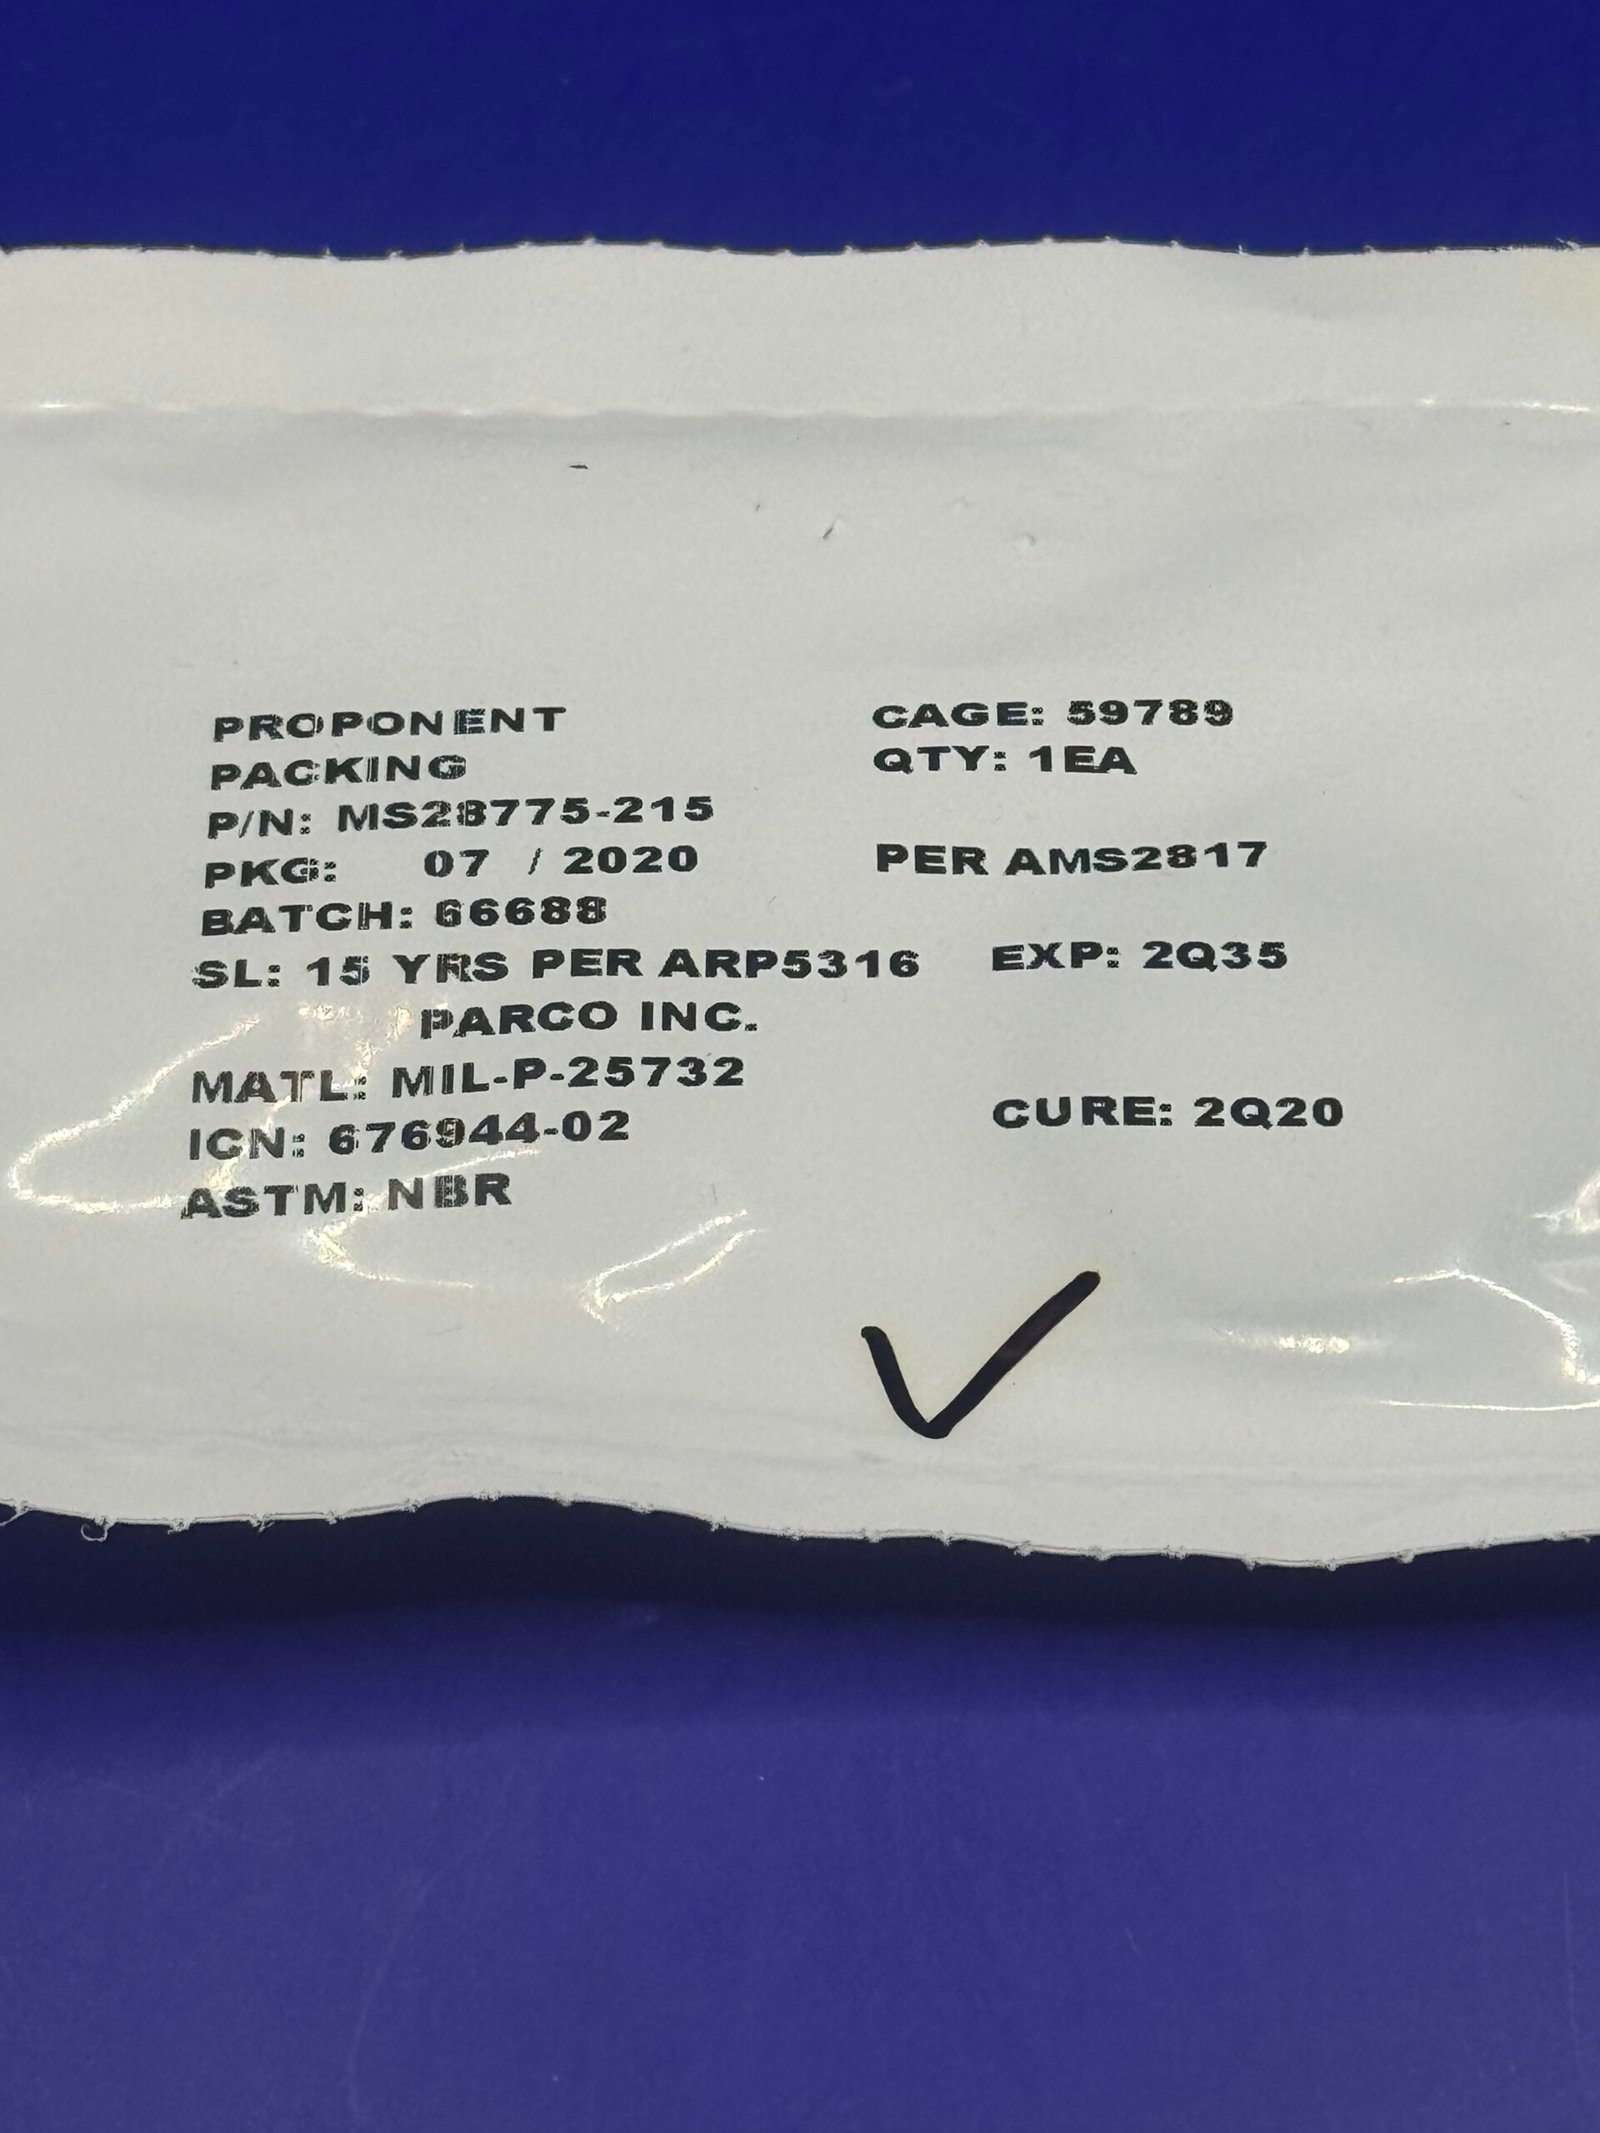 PROPONENT CAGE: 59789
PACKING QTY: 1EA
P/N: MS28775-215
PKG: 07 / 2020 PER AMS2817
BATCH: 66688
SL: 15 YRS PER ARP5316 EXP: 2Q35
PARCO INC.
MATL: MIL-P-25732
ICN: 676944-02 CURE: 2Q20
ASTM: NBR